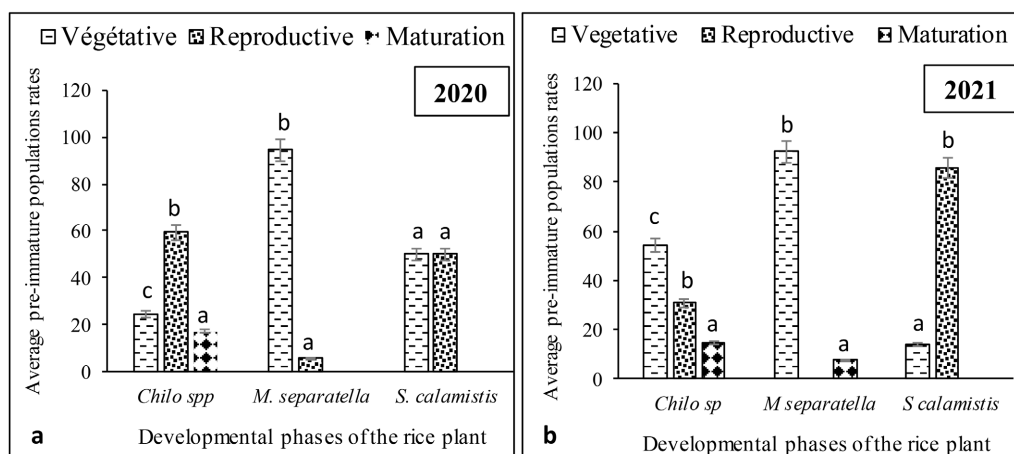 Végétative Reproductive Maturation
2020
Average pre-immature populations rates
120
100
80
60
40
20
0
c
b
a
b
a
a
a
Chilo spp M. separatella S. calamistis
a
Developmental phases of the rice plant
Vegetative Reproductive Maturation
2021
Average pre-immature populations rates
120
100
80
60
40
20
0
c
b
a
b
a
a
b
Chilo sp M separatella S calamistis
b
Developmental phases of the rice plant